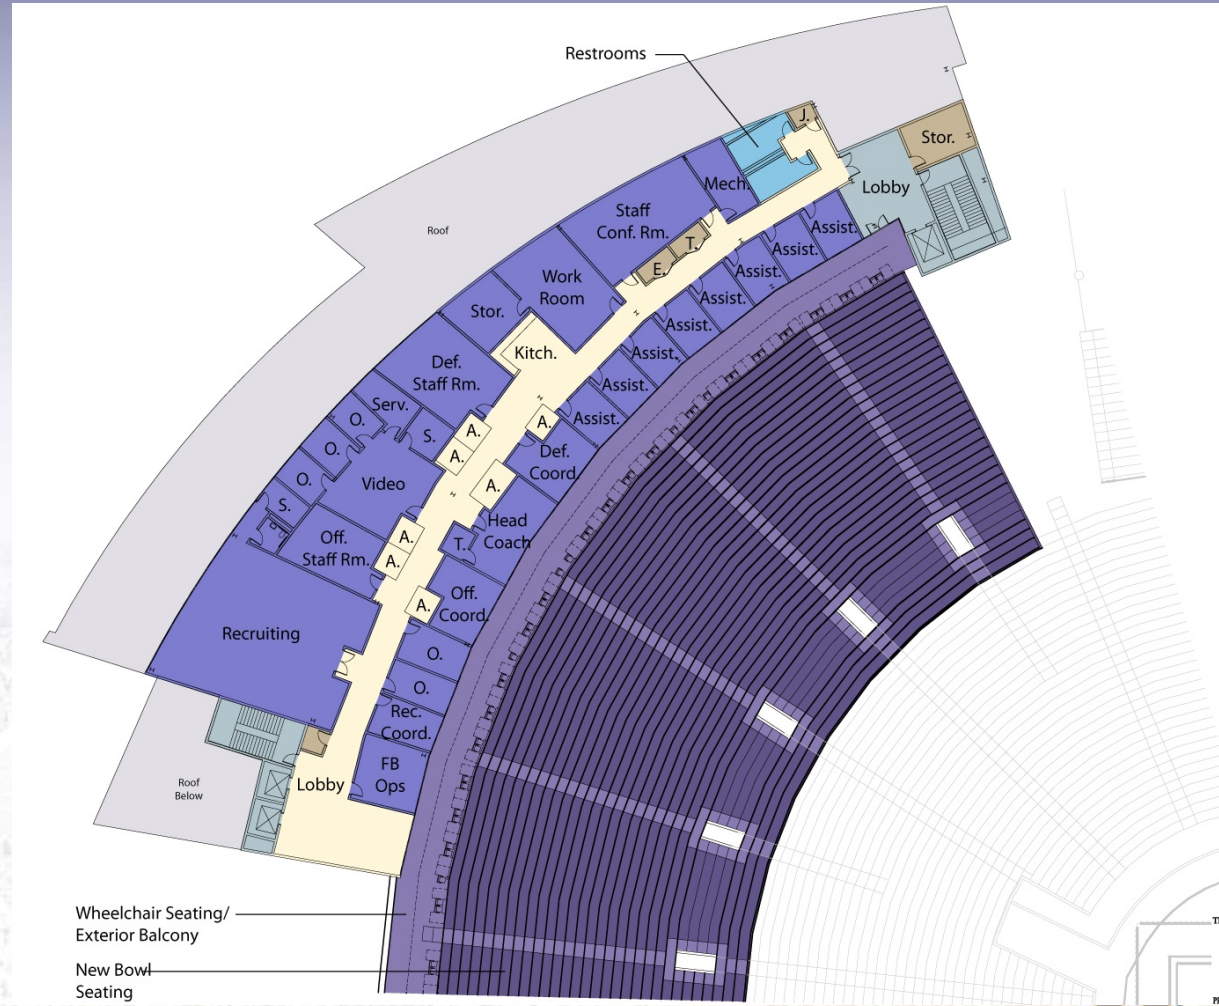 Restrooms
J.
Stor.
Lobby
Mech.
Staff
Conf. Rm.
Roof
T.
E.
Assist.
Assist.
Assist.
Assist.
Assist.
Assist.
Assist.
Assist.
Work
Room
Stor.
Kitch.
Def.
Staff Rm.
Serv.
O.
S.
A.
A.
A.
O.
O.
S.
Video
Def.
Coord.
A.
Head
Coach
T.
Off.
Staff Rm.
A.
A.
A.
Off.
Coord.
Recruiting
O.
O.
Rec.
Coord.
FB
Ops
Lobby
Roof
Below
Wheelchair Seating/
Exterior Balcony
New Bowl
Seating